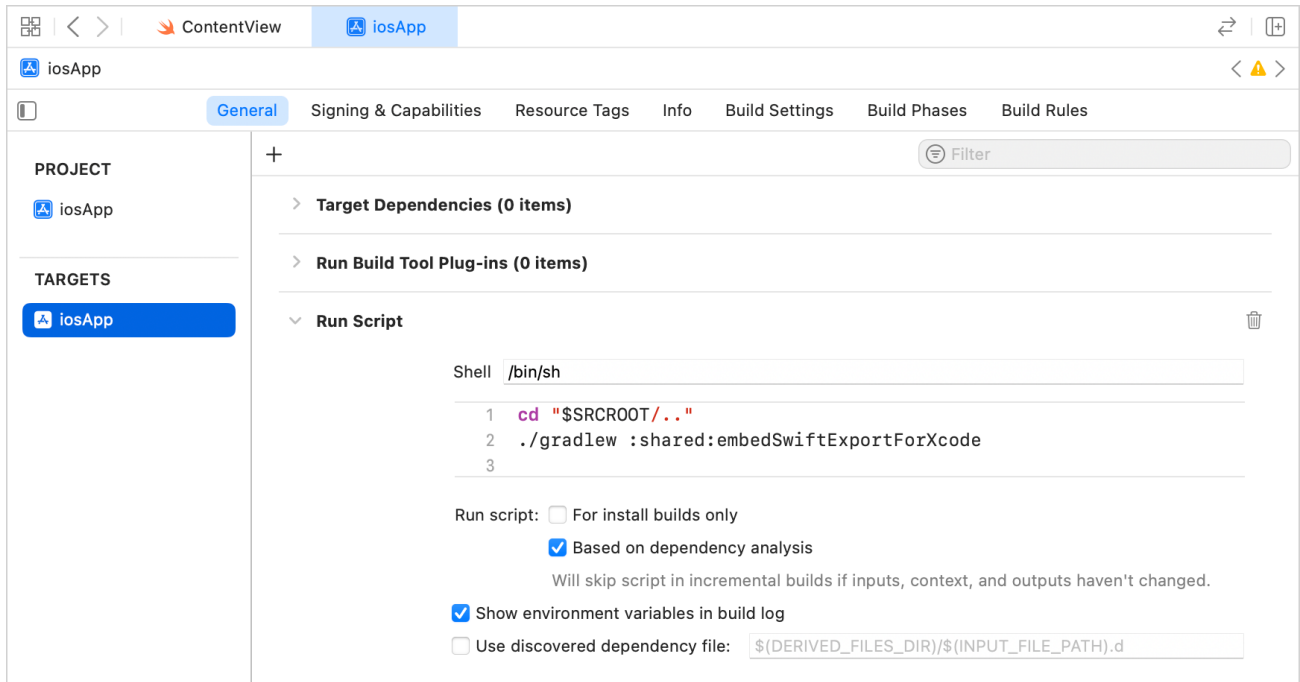 ContentView iosApp
iosApp
General Signing & Capabilities Resource Tags Info Build Settings Build Phases Build Rules
PROJECT
iosApp
TARGETS
iosApp
Filter
Target Dependencies (0 items)
Run Build Tool Plug-ins (0 items)
Run Script
Shell /bin/sh
1 cd "$SRCROOT/.."
2 ./gradlew :shared:embedSwiftExportForXcode
3
Run script: For install builds only
Based on dependency analysis
Will skip script in incremental builds if inputs, context, and outputs haven't changed.
Show environment variables in build log
Use discovered dependency file: $(DERIVED_FILES_DIR)/$(INPUT_FILE_PATH).d